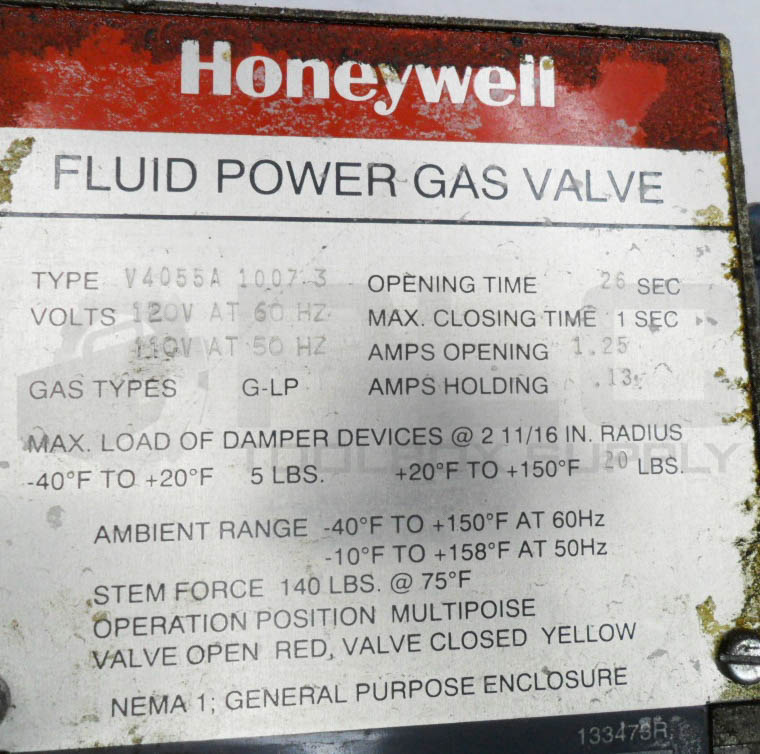 Honeywell
FLUID POWER GAS VALVE
TYPE V4055A 1007 3 OPENING TIME 26 SEC
VOLTS 120V AT 60 HZ MAX. CLOSING TIME 1 SEC
110V AT 50 HZ AMPS OPENING 1.25
GAS TYPES G-LP AMPS HOLDING .13
MAX. LOAD OF DAMPER DEVICES @ 2 11/16 IN. RADIUS
-40°F TO +20°F 5 LBS. +20°F TO +150°F 20 LBS.
TOOLBOX SUPPLY
AMBIENT RANGE -40°F TO +150°F AT 60Hz
-10°F TO +158°F AT 50Hz
STEM FORCE 140 LBS. @ 75°F
OPERATION POSITION MULTIPOISE
VALVE OPEN RED, VALVE CLOSED YELLOW
NEMA 1; GENERAL PURPOSE ENCLOSURE